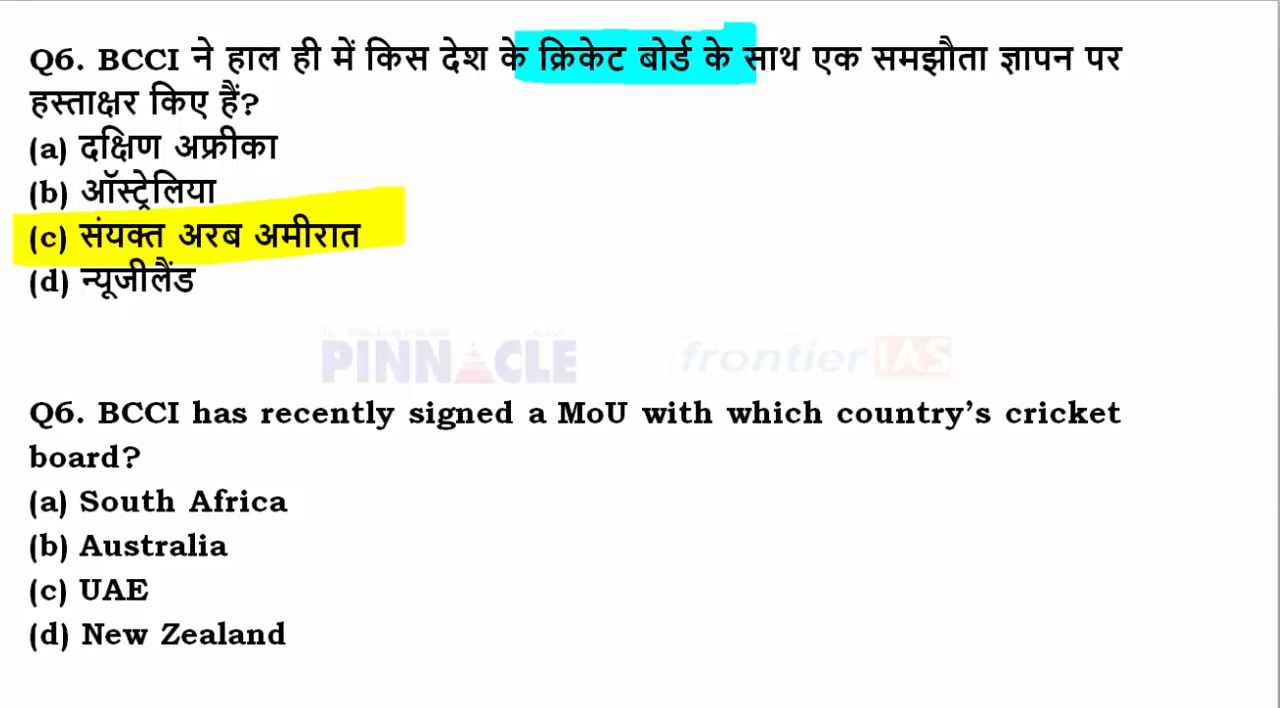 Q6. BCCI ने हाल ही में किस देश के क्रिकेट बोर्ड के साथ एक समझौता ज्ञापन पर
हस्ताक्षर किए हैं?
(a) दक्षिण अफ्रीका
(b) ऑस्ट्रेलिया
(c) संयक्त अरब अमीरात
(d) न्यूजीलैंड
PINNACLE frontier IAS
Q6. BCCI has recently signed a MoU with which country’s cricket
board?
(a) South Africa
(b) Australia
(c) UAE
(d) New Zealand